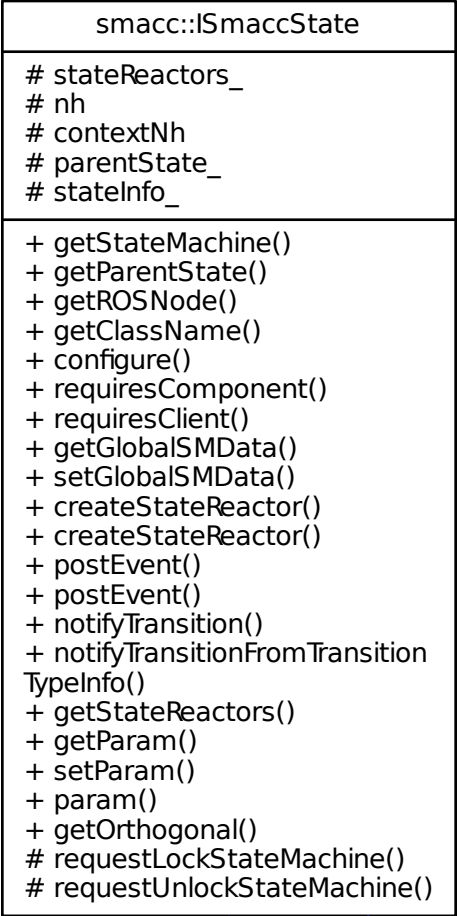 smacc::ISmaccState
# stateReactors_
# nh
# contextNh
# parentState_
# stateInfo_
+ getStateMachine()
+ getParentState()
+ getROSNode()
+ getClassName()
+ configure()
+ requiresComponent()
+ requiresClient()
+ getGlobalSMData()
+ setGlobalSMData()
+ createStateReactor()
+ createStateReactor()
+ postEvent()
+ postEvent()
+ notifyTransition()
+ notifyTransitionFromTransition
TypeInfo()
+ getStateReactors()
+ getParam()
+ setParam()
+ param()
+ getOrthogonal()
# requestLockStateMachine()
# requestUnlockStateMachine()